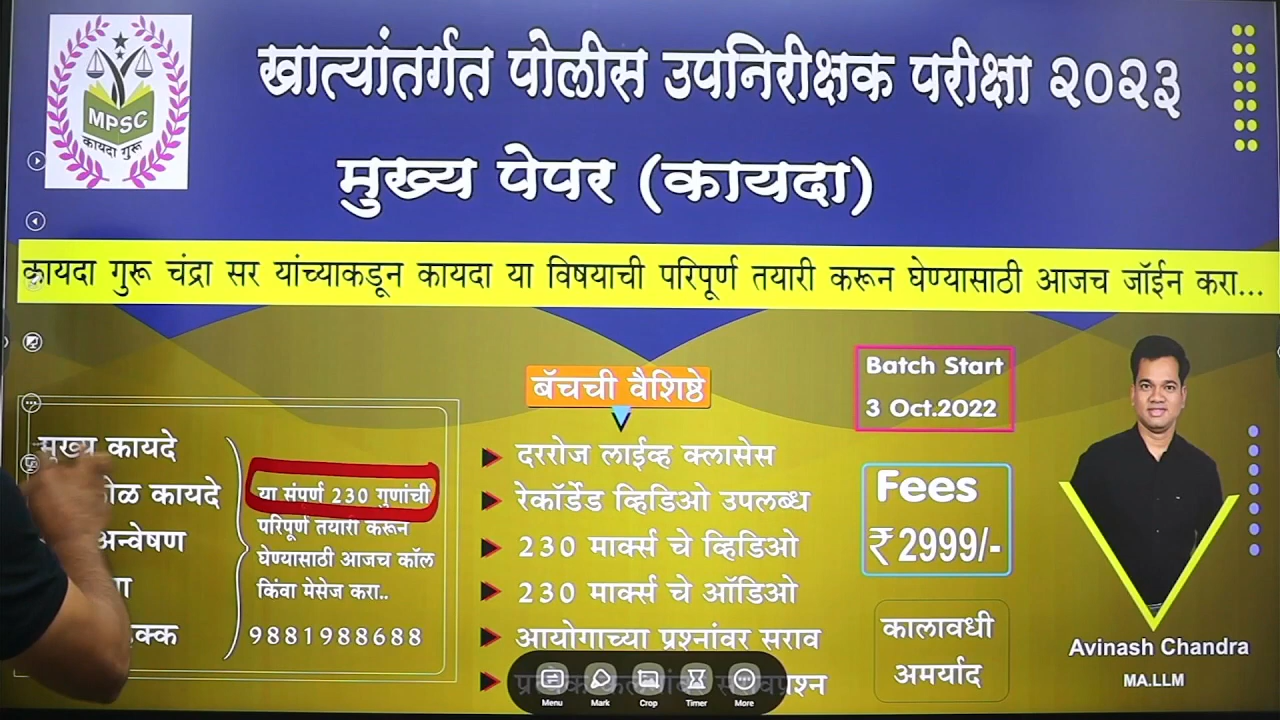 MPSC
कायदा गुरू
खात्यांतर्गत पोलीस उपनिरीक्षक परीक्षा २०२३
मुख्य पेपर (कायदा)
कायदा गुरू चंद्रा सर यांच्याकडून कायदा या विषयाची परिपूर्ण तयारी करून घेण्यासाठी आजच जॉईन करा...
मुख्य कायदे
कायदे
अन्वेषण
या संपूर्ण 230 गुणांची
परिपूर्ण तयारी करून
घेण्यासाठी आजच कॉल
किंवा मेसेज करा..
9881988688
बॅचची वैशिष्ठे
दररोज लाईव्ह क्लासेस
रेकॉर्डेड व्हिडिओ उपलब्ध
230 मार्क्स चे व्हिडिओ
230 मार्क्स चे ऑडिओ
आयोगाच्या प्रश्नांवर सराव
Batch Start
3 Oct.2022
Fees
₹2999/-
कालावधी
अमर्याद
Avinash Chandra
MA.LLM
Menu Mark Crop Timer More